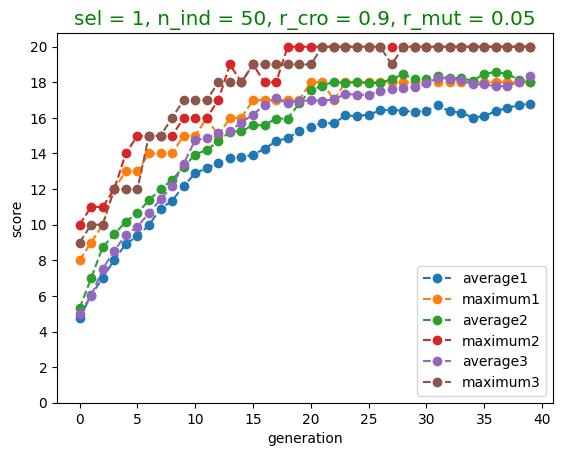 sel = 1, n_ind = 50, r_cro = 0.9, r_mut = 0.05
20
18
16
14
12
10
8
6
4
2
0
score
0 5 10 15 20 25 30 35 40
generation
average1
maximum1
average2
maximum2
average3
maximum3